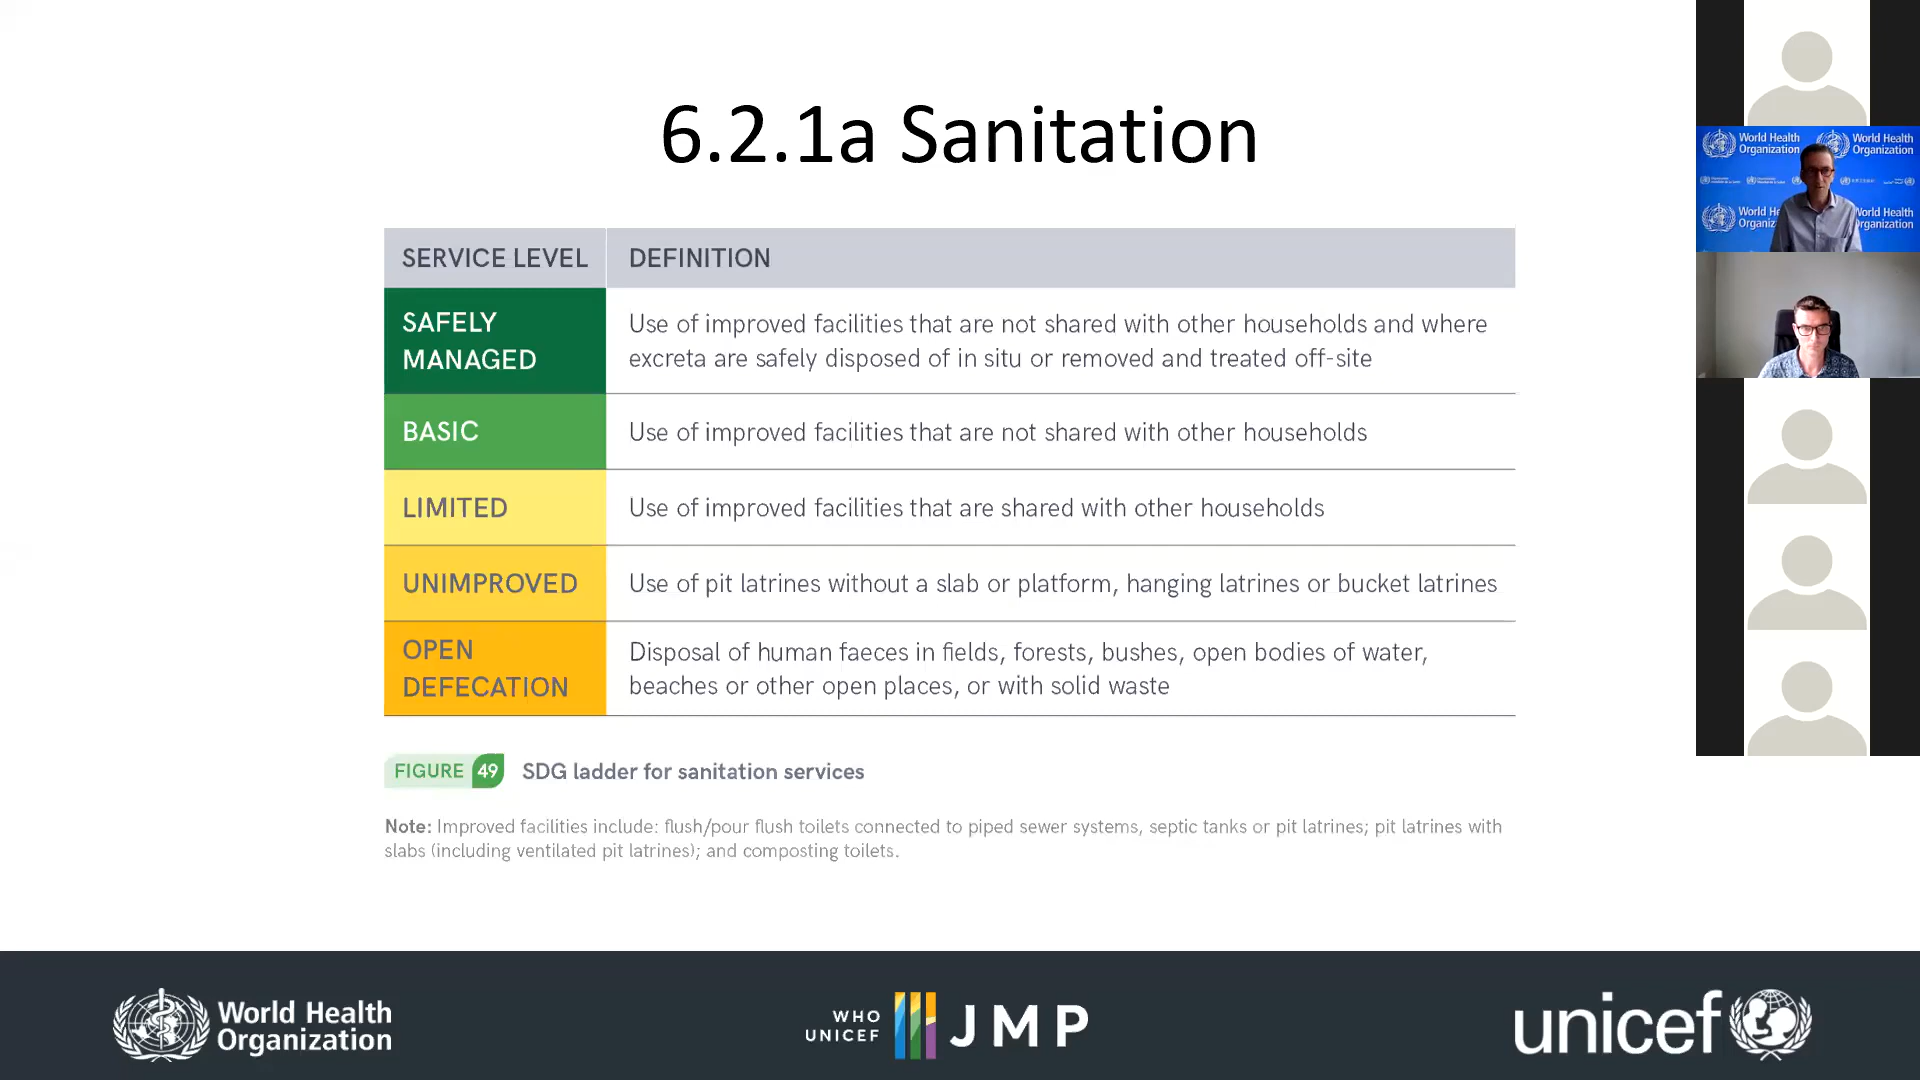 6.2.1a Sanitation
SERVICE LEVEL DEFINITION
SAFELY MANAGED
Use of improved facilities that are not shared with other households and where
excreta are safely disposed of in situ or removed and treated off-site
BASIC
Use of improved facilities that are not shared with other households
LIMITED
Use of improved facilities that are shared with other households
UNIMPROVED
Use of pit latrines without a slab or platform, hanging latrines or bucket latrines
OPEN DEFECATION
Disposal of human faeces in fields, forests, bushes, open bodies of water,
beaches or other open places, or with solid waste
FIGURE 49 SDG ladder for sanitation services
Note: Improved facilities include: flush/pour flush toilets connected to piped sewer systems, septic tanks or pit latrines; pit latrines with
slabs (including ventilated pit latrines); and composting toilets.
World Health
Organization
WHO
UNICEF
JMP
unicef
World Health
Organization
World Health
Organization
World Health
Organization